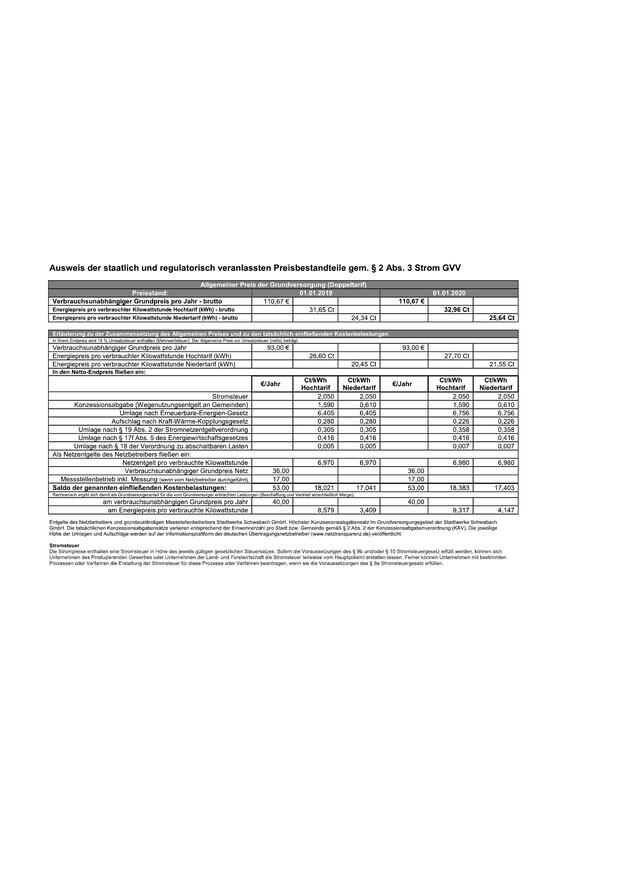 Ausweis der staatlich und regulatorisch veranlassten Preisbestandteile gem. § 2 Abs. 3 Strom GVV
Allgemeiner Preis der Grundversorgung (Doppeltarif)
Preisstand: 01.01.2019 01.01.2020
Verbrauchsunabhängiger Grundpreis pro Jahr - brutto 110,67 € 110,67 €
Energiepreis pro verbrauchter Kilowattstunde Hochtarif (kWh) - brutto 31,65 Ct 32,96 Ct
Energiepreis pro verbrauchter Kilowattstunde Niedertarif (kWh) - brutto 24,34 Ct 25,64 Ct
Erläuterung zu der Zusammensetzung des Allgemeinen Preises und zu den tatsächlich einfließenden Kostenbelastungen
In Ihrem Endpreis sind 19 % Umsatzsteuer enthalten (Mehrwertsteuer). Der Allgemeine Preis vor Umsatzsteuer (netto) beträgt:
Verbrauchsunabhängiger Grundpreis pro Jahr 93,00 € 93,00 €
Energiepreis pro verbrauchter Kilowattstunde Hochtarif (kWh) 26,60 Ct 27,70 Ct
Energiepreis pro verbrauchter Kilowattstunde Niedertarif (kWh) 20,45 Ct 21,55 Ct
In den Netto-Endpreis fließen ein:
€/Jahr Ct/kWh Hochtarif Ct/kWh Niedertarif €/Jahr Ct/kWh Hochtarif Ct/kWh Niedertarif
Stromsteuer 2,050 2,050 2,050 2,050
Konzessionsabgabe (Wegenutzungsentgelt an Gemeinden) 1,590 0,610 1,590 0,610
Umlage nach Erneuerbare-Energien-Gesetz 6,405 6,405 6,756 6,756
Aufschlag nach Kraft-Wärme-Kopplungsgesetz 0,280 0,280 0,226 0,226
Umlage nach § 19 Abs. 2 der Stromnetzentgeltverordnung 0,305 0,305 0,358 0,358
Umlage nach § 17f Abs. 5 des Energiewirtschaftsgesetzes 0,416 0,416 0,416 0,416
Umlage nach § 18 der Verordnung zu abschaltbaren Lasten 0,005 0,005 0,007 0,007
Als Netzentgelte des Netzbetreibers fließen ein:
Netzentgelt pro verbrauchte Kilowattstunde 6,970 6,970 6,980 6,980
Verbrauchsunabhängiger Grundpreis Netz 36,00 36,00
Messstellenbetrieb inkl. Messung (wenn vom Netzbetreiber durchgeführt) 17,00 17,00
Saldo der genannten einfließenden Kostenbelastungen: 53,00 18,021 17,041 53,00 18,383 17,403
Rechnerisch ergibt sich damit als Grundversorgeranteil für die vom Grundversorger erbrachten Leistungen (Beschaffung und Vertrieb einschließlich Marge):
am verbrauchsunabhängigen Grundpreis pro Jahr 40,00 40,00
am Energiepreis pro verbrauchte Kilowattstunde 8,579 3,409 9,317 4,147
Entgelte des Netzbetreibers und grundzuständigen Messstellenbetreibers Stadtwerke Schwabach GmbH. Höchster Konzessionsabgabensatz im Grundversorgungsgebiet der Stadtwerke Schwabach
GmbH. Die tatsächlichen Konzessionsabgabensätze variieren entsprechend der Einwohnerzahl pro Stadt bzw. Gemeinde gemäß § 2 Abs. 2 der Konzessionsabgabenverordnung (KAV). Die jeweilige
Höhe der Umlagen und Aufschläge werden auf der Informationsplattform der deutschen Übertragungsnetzbetreiber (www.netztransparenz.de) veröffentlicht.
Stromsteuer
Die Strompreise enthalten eine Stromsteuer in Höhe des jeweils gültigen gesetzlichen Steuersatzes. Sofern die Voraussetzungen des § 9b und/oder § 10 Stromsteuergesetz erfüllt werden, können sich
Unternehmen des Produzierenden Gewerbes oder Unternehmen der Land- und Forstwirtschaft die Stromsteuer teilweise vom Hauptzollamt erstatten lassen. Ferner können Unternehmen mit bestimmten
Prozessen oder Verfahren die Erstattung der Stromsteuer für diese Prozesse oder Verfahren beantragen, wenn sie die Voraussetzungen des § 9a Stromsteuergesetz erfüllen.